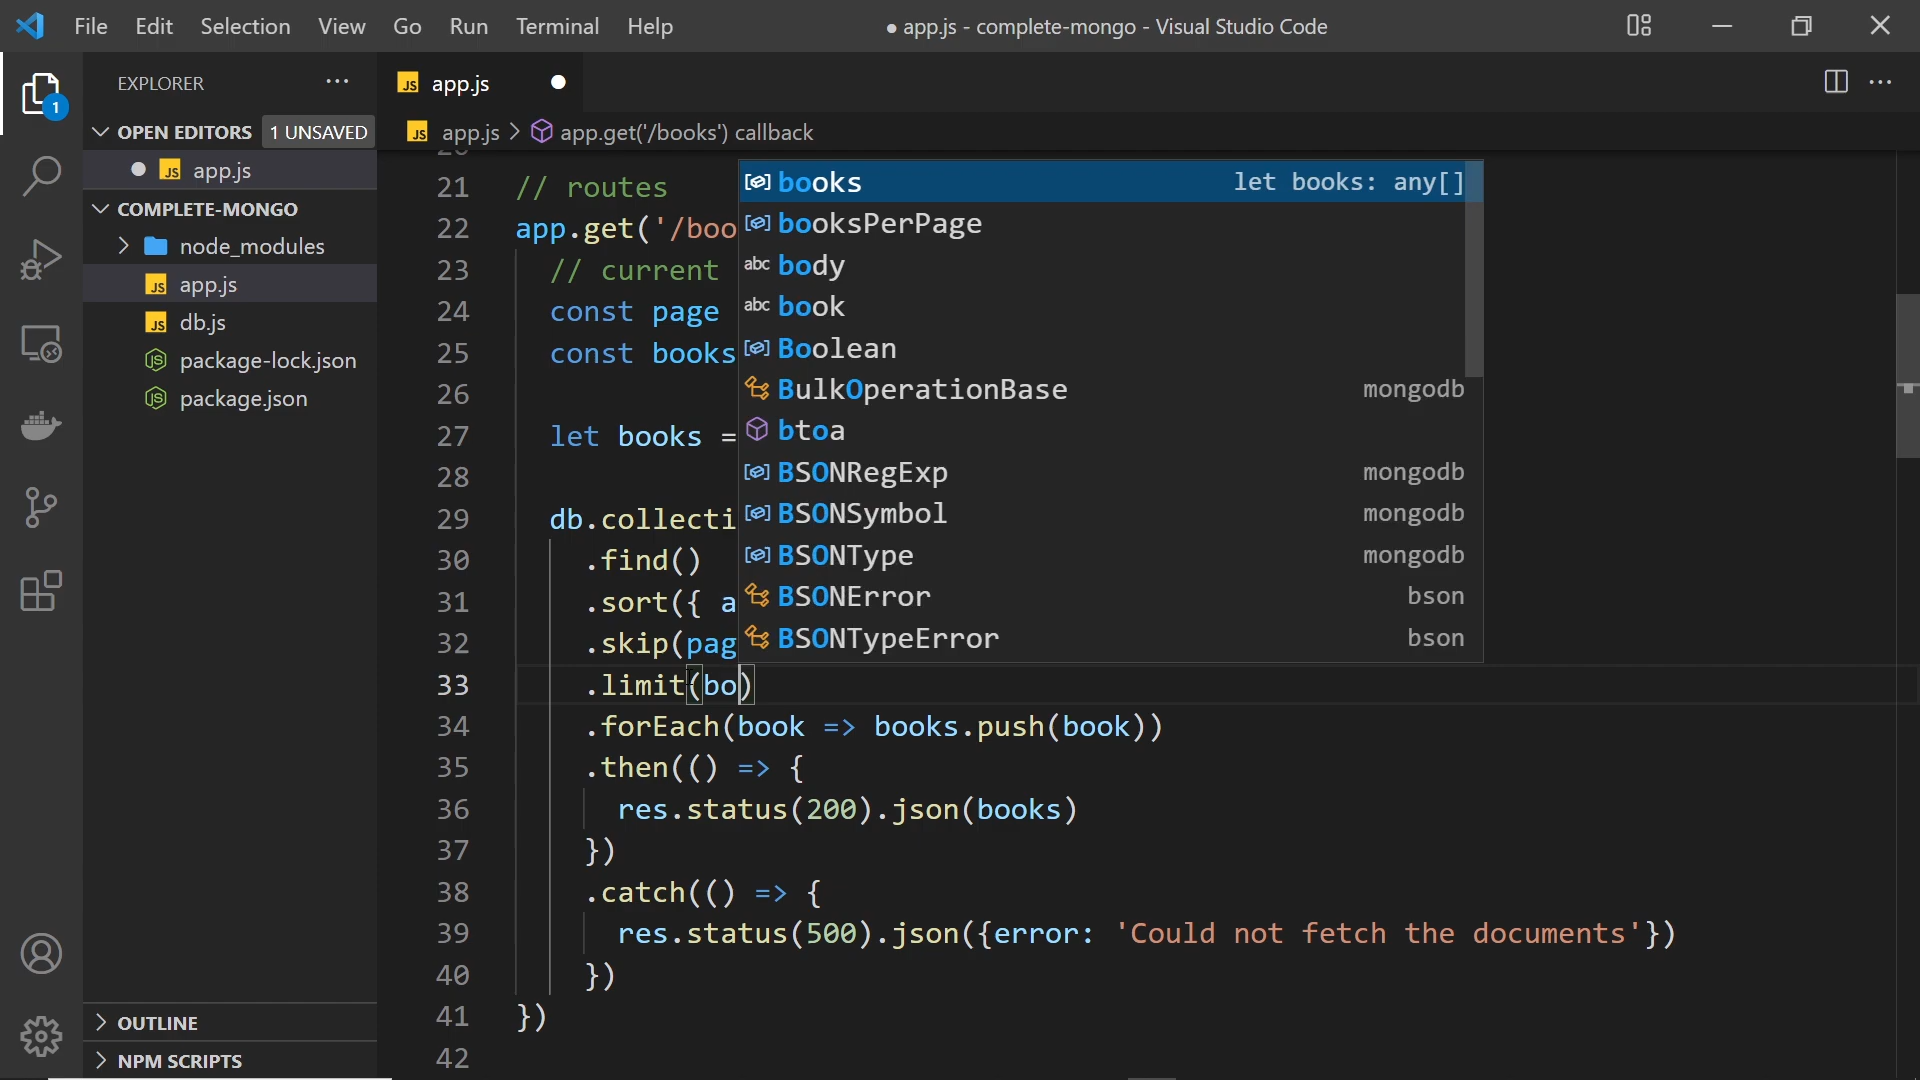 File Edit Selection View Go Run Terminal Help
● app.js - complete-mongo - Visual Studio Code
EXPLORER
1
OPEN EDITORS 1 UNSAVED
JS app.js
COMPLETE-MONGO
node_modules
JS app.js
JS db.js
package-lock.json
package.json
OUTLINE
NPM SCRIPTS
JS app.js
JS app.js > app.get('/books') callback
21 // routes
22 app.get('/boo
23 // current
24 const page
25 const books
26
27 let books =
28
29 db.collecti
30 .find()
31 .sort({ a
32 .skip(pag
33 .limit(bo)
34 .forEach(book => books.push(book))
35 .then(() => {
36 res.status(200).json(books)
37 })
38 .catch(() => {
39 res.status(500).json({error: 'Could not fetch the documents'})
40 })
41 })
42
books let books: any[]
booksPerPage
abc body
abc book
Boolean
BulkOperationBase mongodb
btoa
BSONRegExp mongodb
BSONSymbol mongodb
BSONType mongodb
BSONError bson
BSONTypeError bson